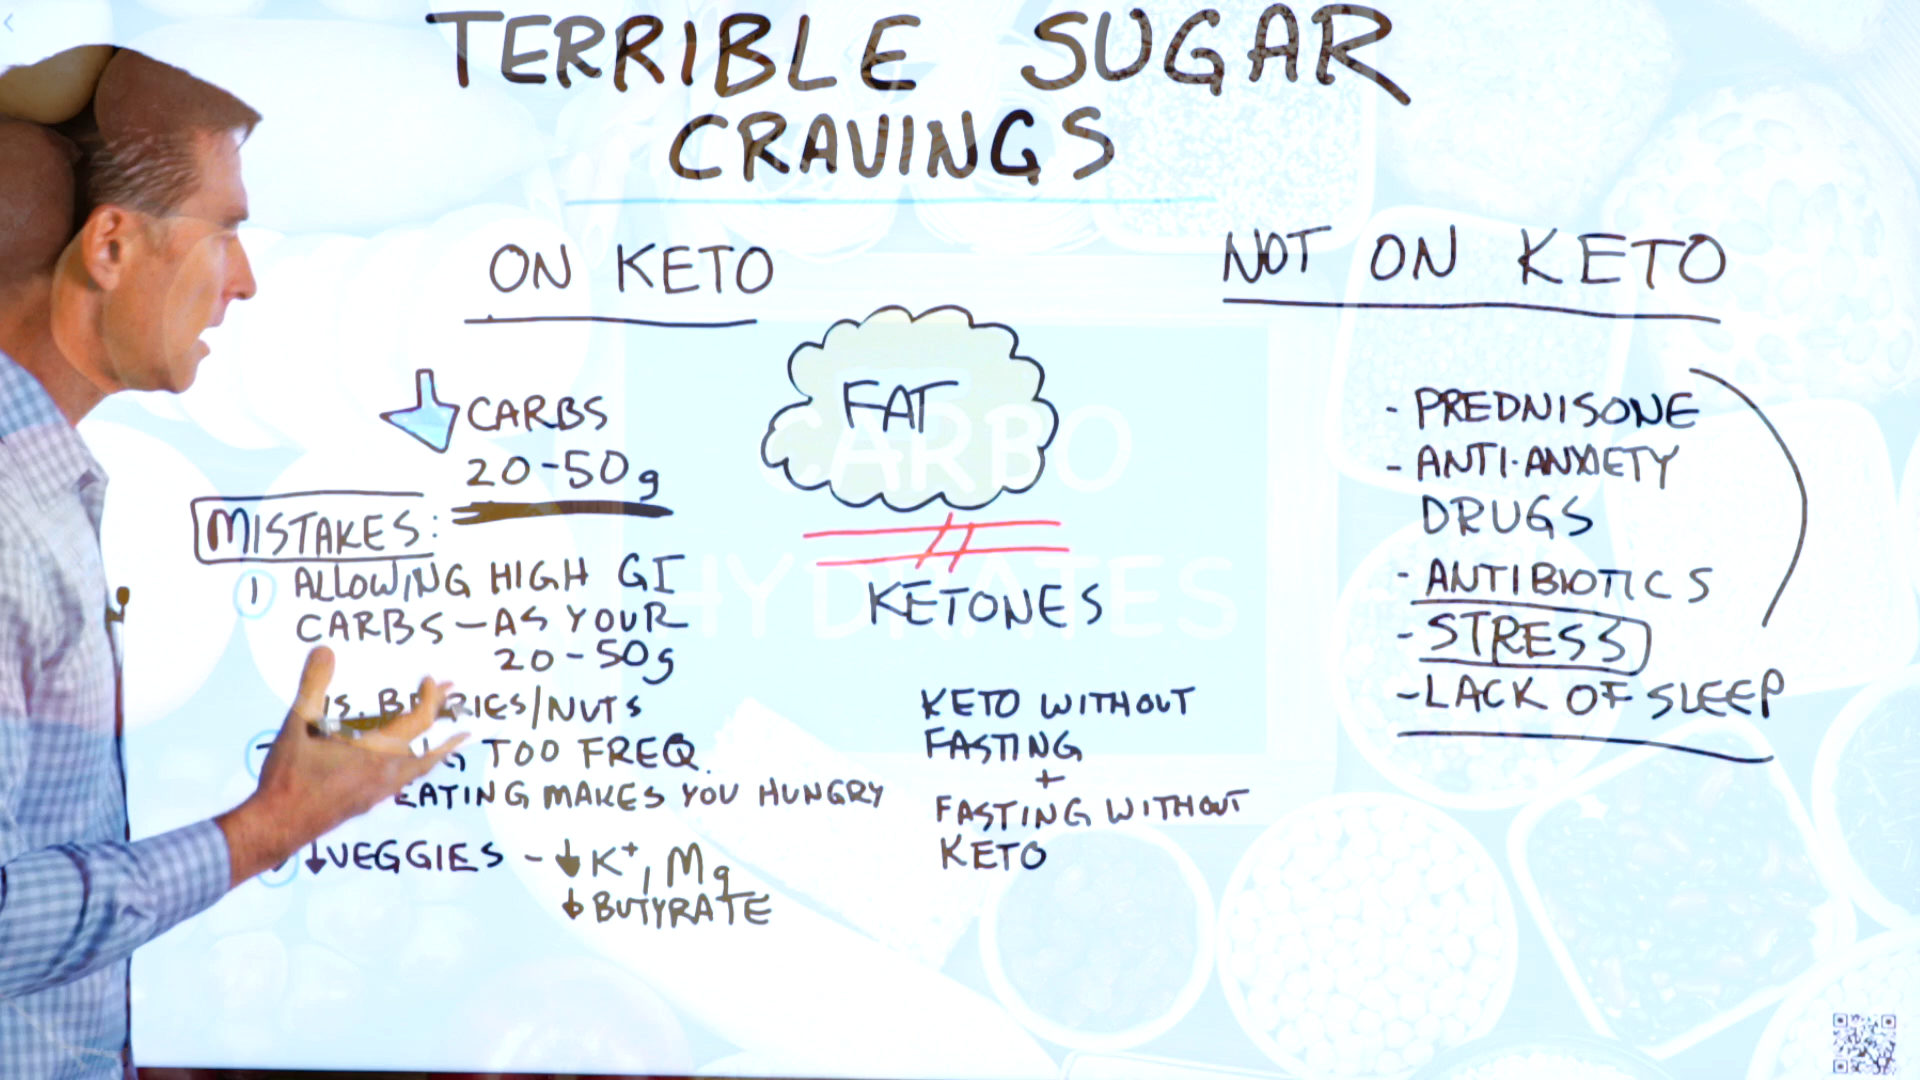 TERRIBLE SUGAR
CRAVINGS
ON KETO
CARBS
20-50g
MISTAKES:
1 ALLOWING HIGH GI
CARBS - AS YOUR
20-50g
BERRIES/NUTS
TOO FREQ.
EATING MAKES YOU HUNGRY
↓VEGGIES - ↓K+, Mg
↓BUTYRATE
FAT
KETONES
KETO WITHOUT
FASTING
+
FASTING WITHOUT
KETO
NOT ON KETO
- PREDNISONE
- ANTI-ANXIETY
DRUGS
- ANTIBIOTICS
- STRESS
- LACK OF SLEEP
CARBO
HYDRATES